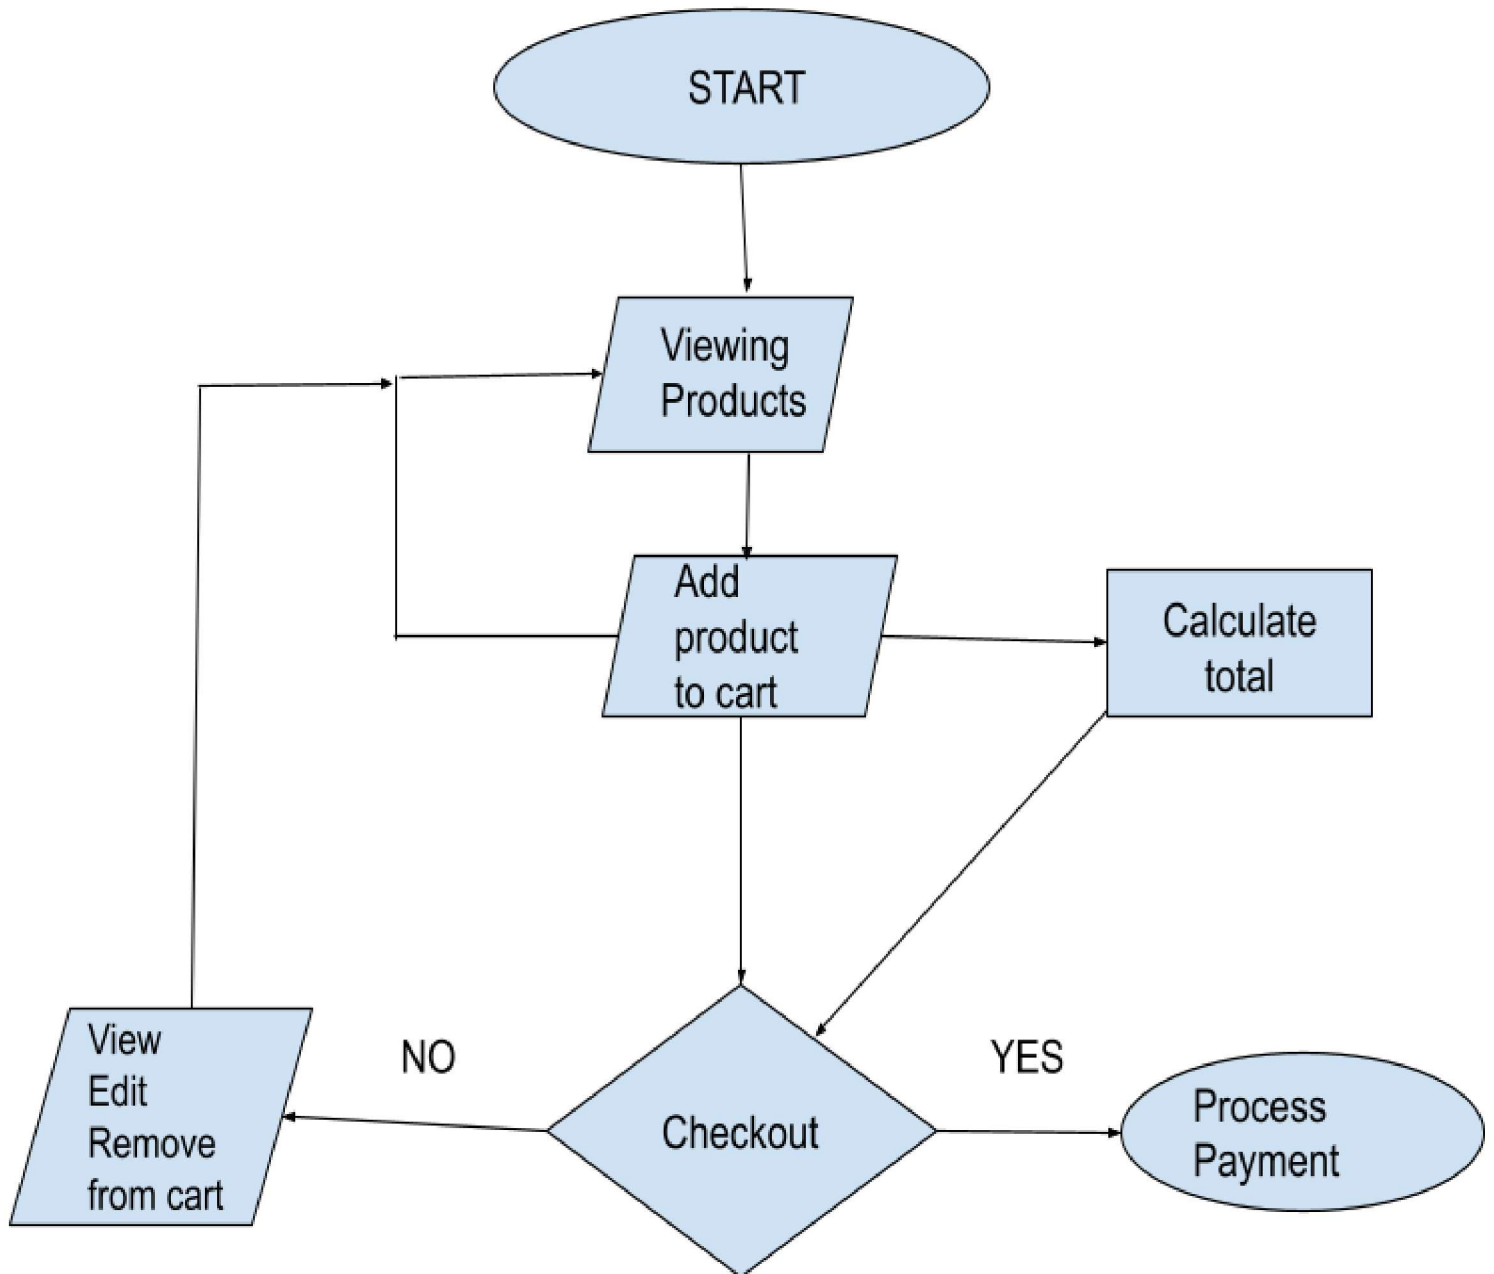 START
Viewing
Products
Add
product
to cart
Calculate
total
View
Edit
Remove
from cart
NO
Checkout
YES
Process
Payment